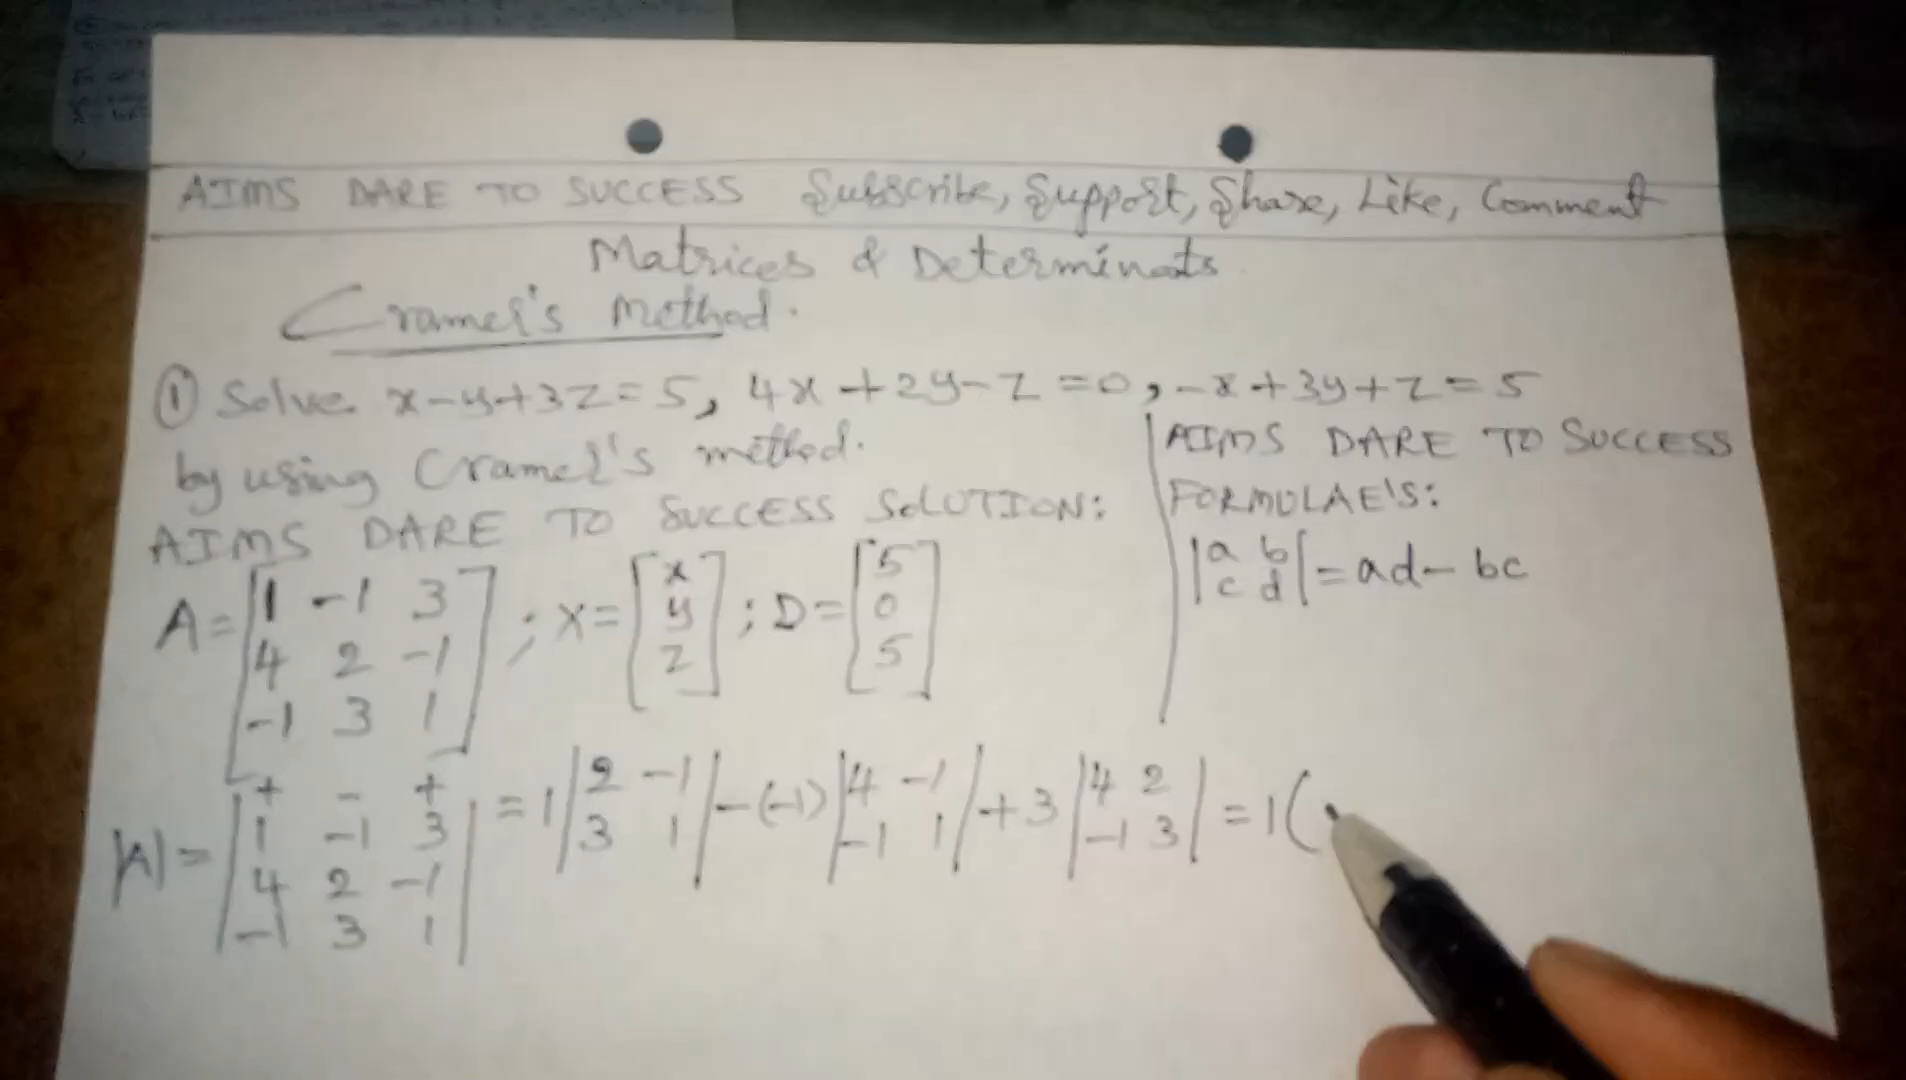 AIMS DARE TO SUCCESS Subscribe, Support, Share, Like, Comment
Matrices & Determinants
Cramer's Method.
① Solve x-y+3z=5, 4x+2y-z=0, -x+3y+z=5
by using Cramer's method.
AIMS DARE TO SUCCESS SOLUTION:
A= [1 -1 3 ; X= [x ; D= [5
4 2 -1 y 0
-1 3 1] z] 5]
AIMS DARE TO SUCCESS
FORMULAE'S:
|a b
c d| = ad - bc
+ - +
|A| = |1 -1 3 = 1 |2 -1 - (-1) |4 -1 + 3 |4 2 = 1(
4 2 -1 3 1| -1 1| -1 3|
-1 3 1|